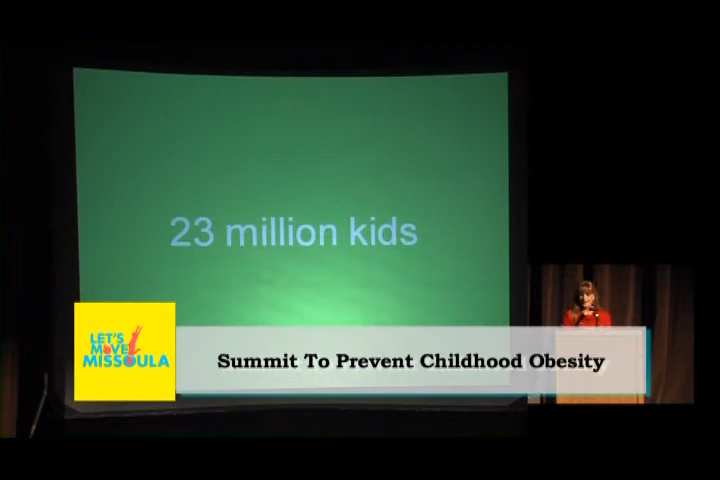 23 million kids
LET'S
MOVE!
MISSOULA
Summit To Prevent Childhood Obesity